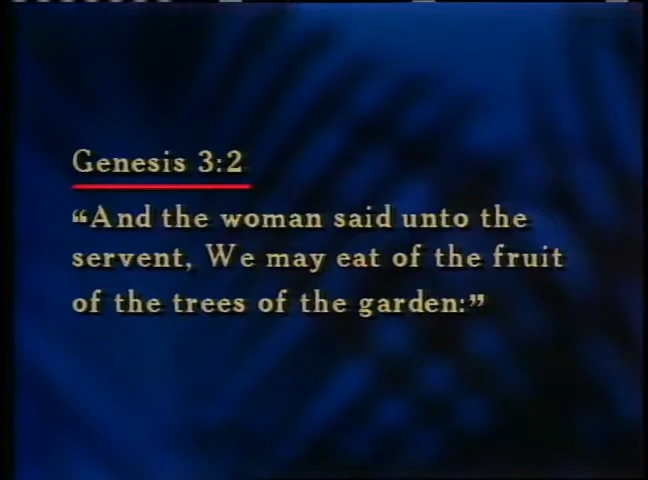 Genesis 3:2
“And the woman said unto the
servent, We may eat of the fruit
of the trees of the garden:”